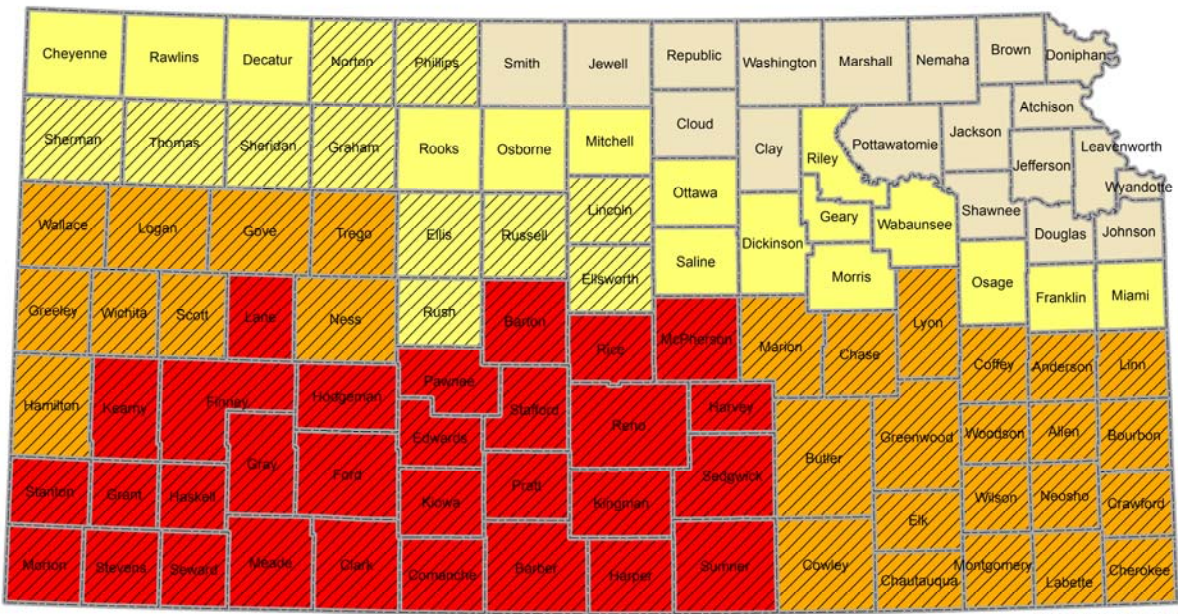 Cheyenne
Rawlins
Decatur
Norton
Phillips
Smith
Jewell
Republic
Washington
Marshall
Nemaha
Brown
Doniphan
Sherman
Thomas
Sheridan
Graham
Rooks
Osborne
Mitchell
Cloud
Clay
Riley
Pottawatomie
Jackson
Atchison
Jefferson
Leavenworth
Wyandotte
Wallace
Logan
Gove
Trego
Ellis
Russell
Lincoln
Ottawa
Dickinson
Geary
Wabaunsee
Shawnee
Douglas
Johnson
Ellsworth
Saline
Morris
Osage
Franklin
Miami
Greeley
Wichita
Scott
Lane
Ness
Rush
Barton
Rice
McPherson
Marion
Chase
Lyon
Coffey
Anderson
Linn
Hamilton
Kearny
Finney
Hodgeman
Pawnee
Stafford
Edwards
Reno
Harvey
Butler
Greenwood
Woodson
Allen
Bourbon
Stanton
Grant
Haskell
Gray
Ford
Kiowa
Pratt
Kingman
Sedgwick
Elk
Wilson
Neosho
Crawford
Morton
Stevens
Seward
Meade
Clark
Comanche
Barber
Harper
Sumner
Cowley
Chautauqua
Montgomery
Labette
Cherokee